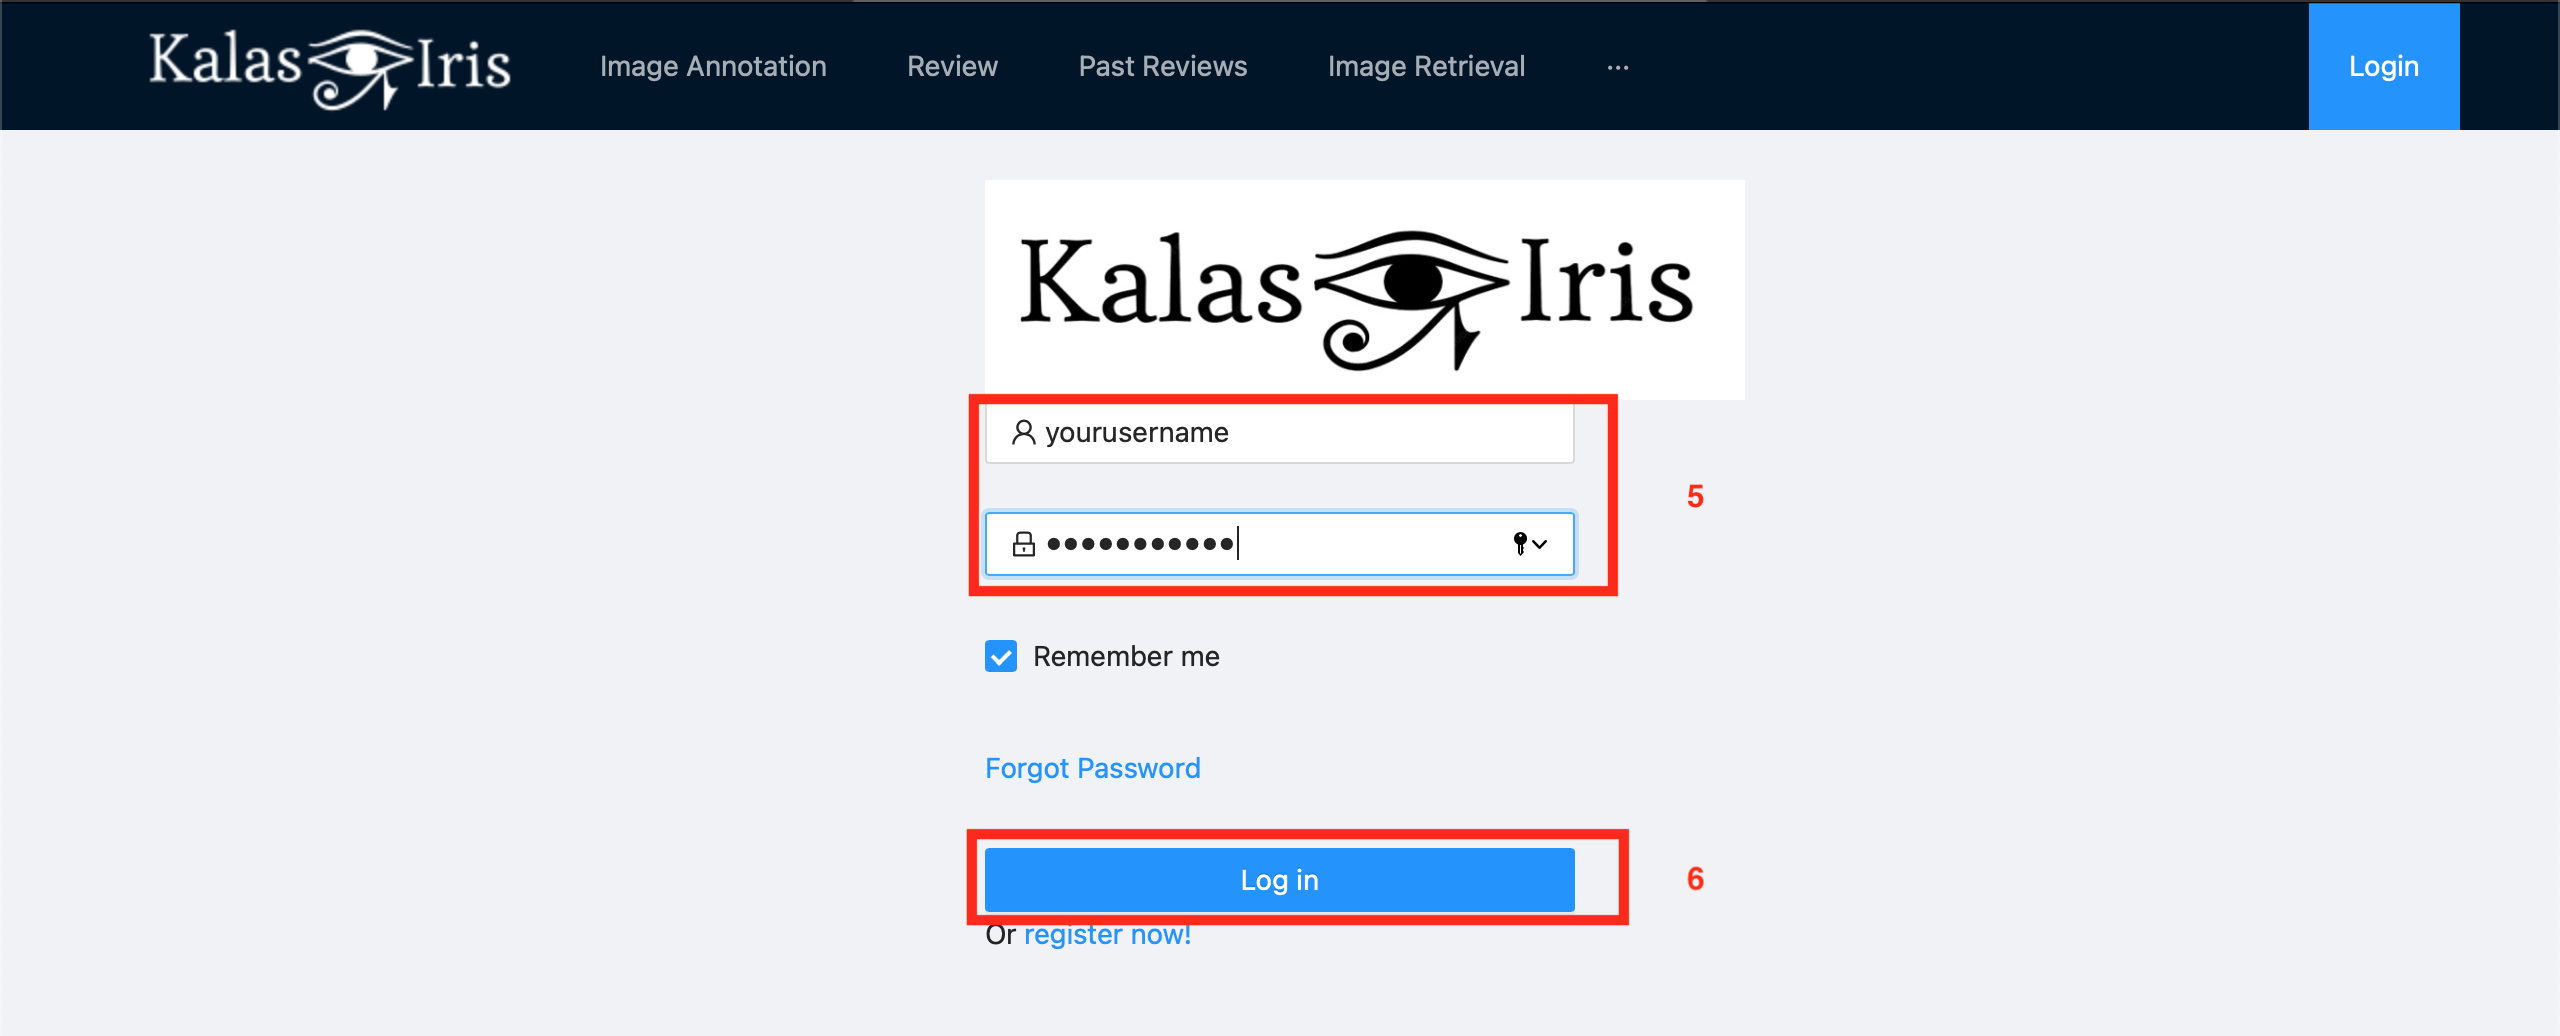 Kalas Iris
Image Annotation
Review
Past Reviews
Image Retrieval
...
Login
Kalas Iris
yourusername
5
•••••••••••
Remember me
Forgot Password
Log in
6
Or register now!